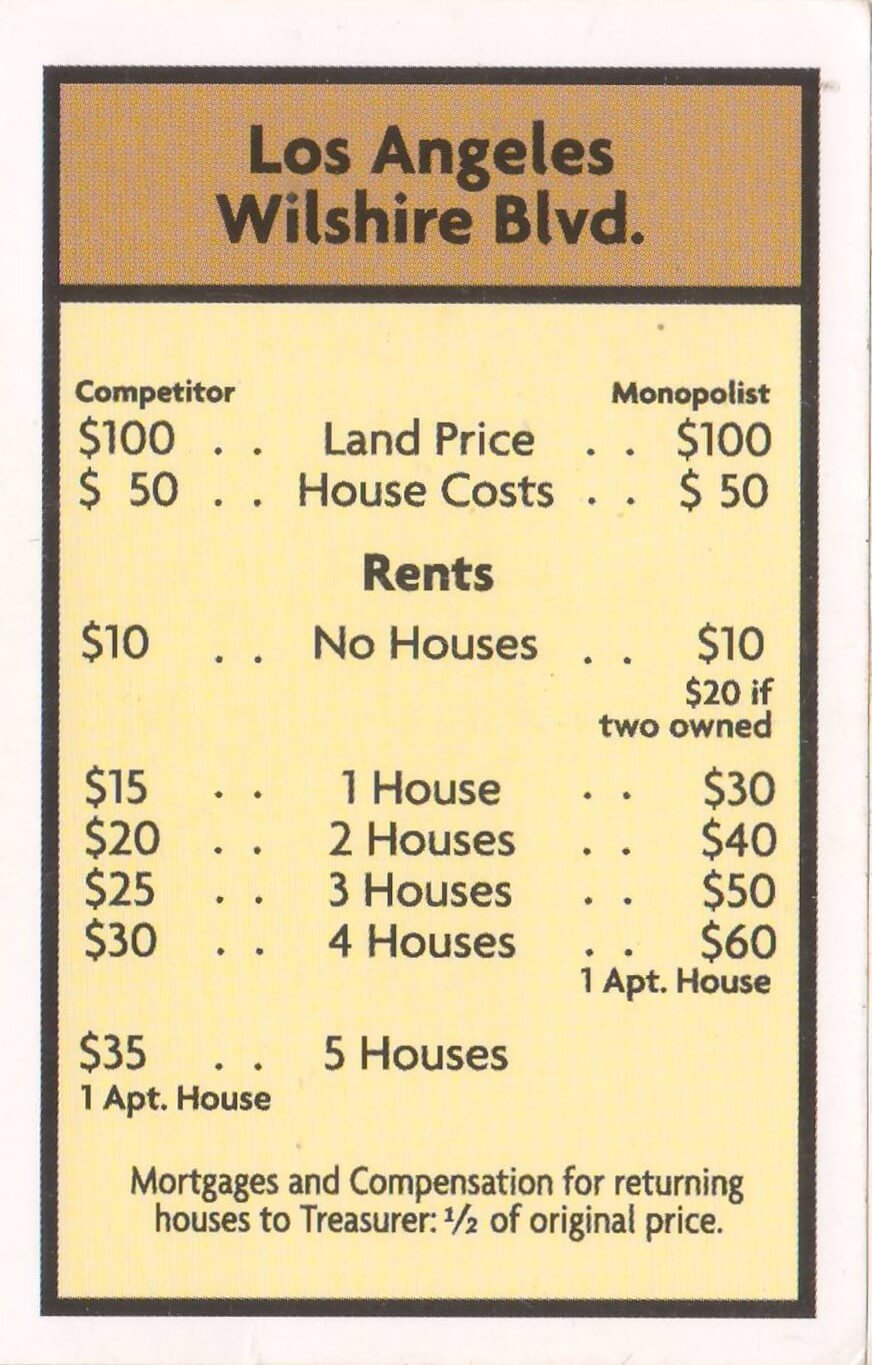 Los Angeles
Wilshire Blvd.
Competitor Monopolist
$100 . . Land Price . . $100
$ 50 . . House Costs . . $ 50
Rents
$10 . . No Houses . . $10
$20 if
two owned
$15 . . 1 House . . $30
$20 . . 2 Houses . . $40
$25 . . 3 Houses . . $50
$30 . . 4 Houses . . $60
1 Apt. House
$35 . . 5 Houses
1 Apt. House
Mortgages and Compensation for returning
houses to Treasurer: ½ of original price.